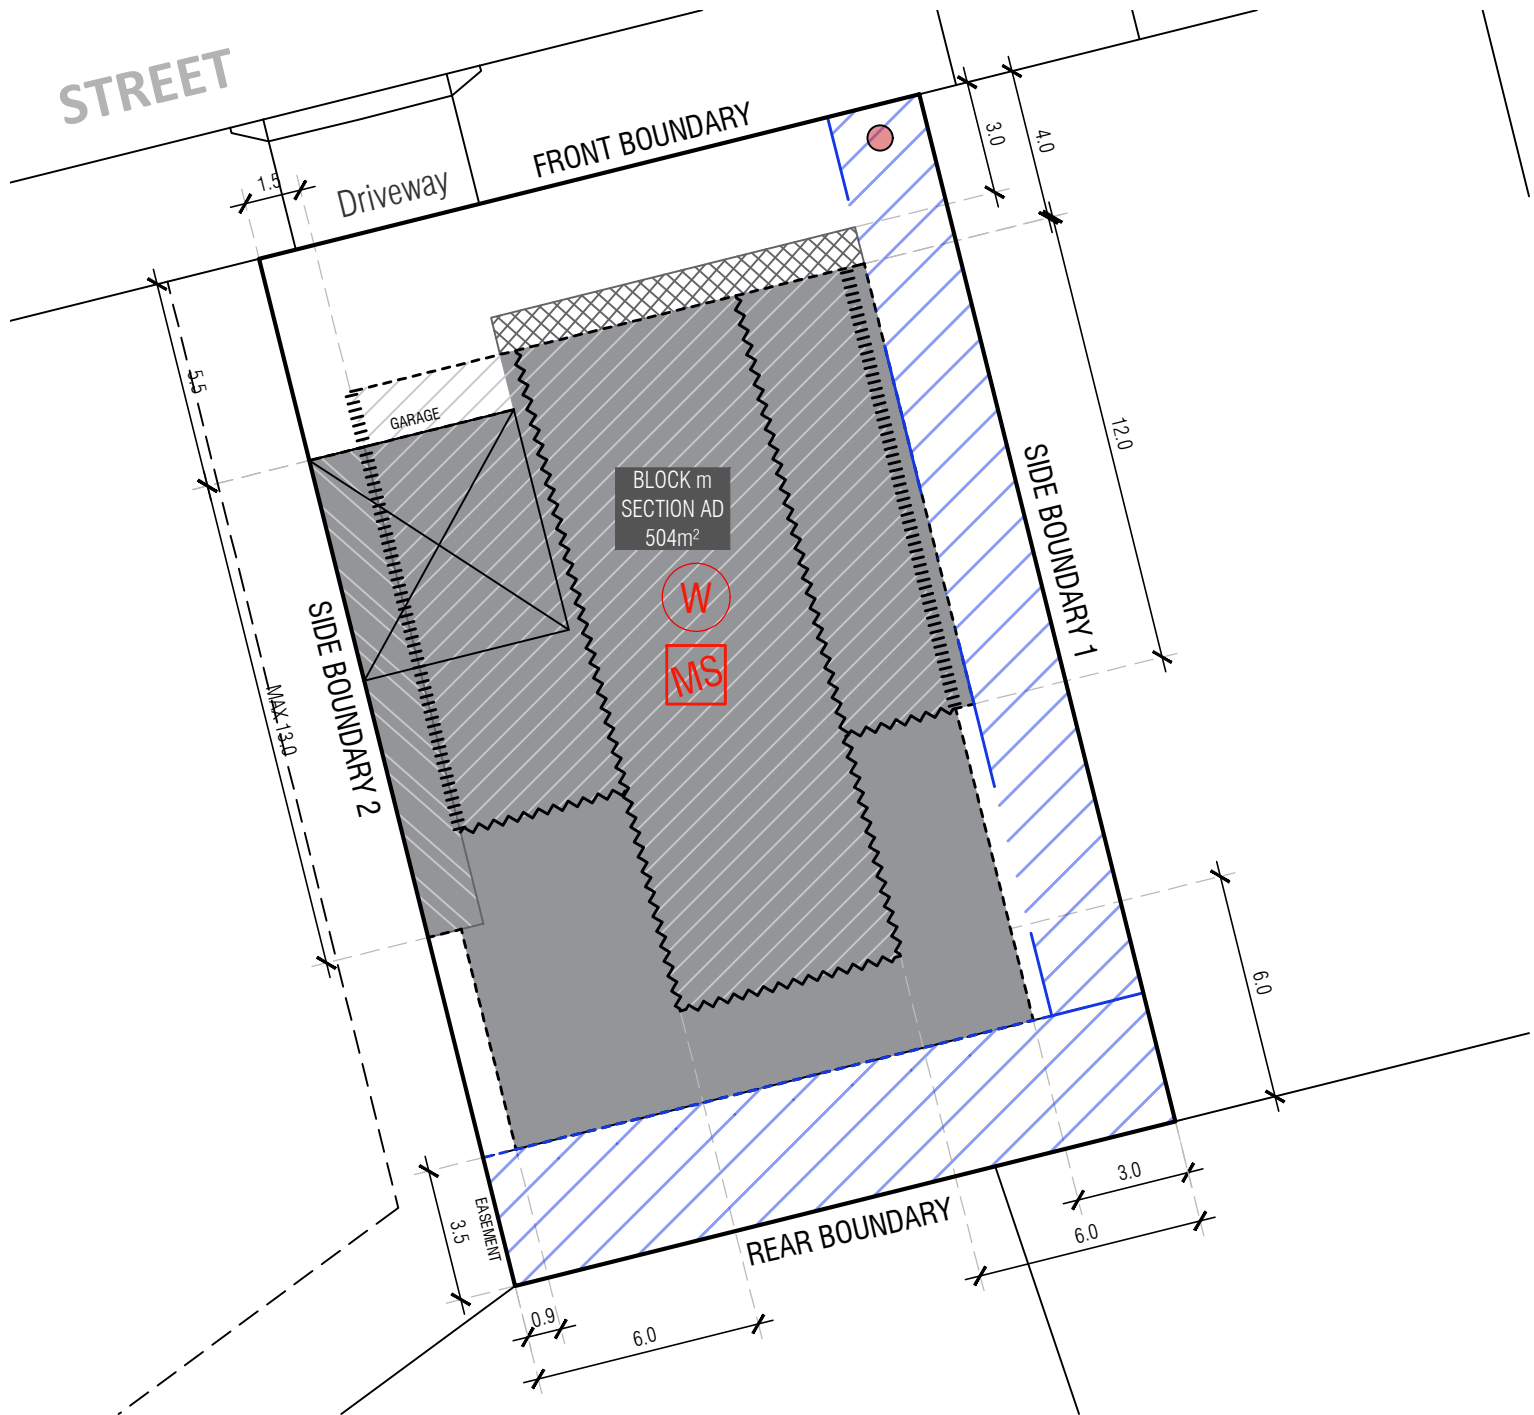 STREET
FRONT BOUNDARY
3.0
4.0
1.5
Driveway
5.5
GARAGE
12.0
BLOCK m
SECTION AD
504m²
W
MS
SIDE BOUNDARY 1
SIDE BOUNDARY 2
MAX 13.0
6.0
3.0
6.0
REAR BOUNDARY
EASEMENT
3.5
0.9
6.0